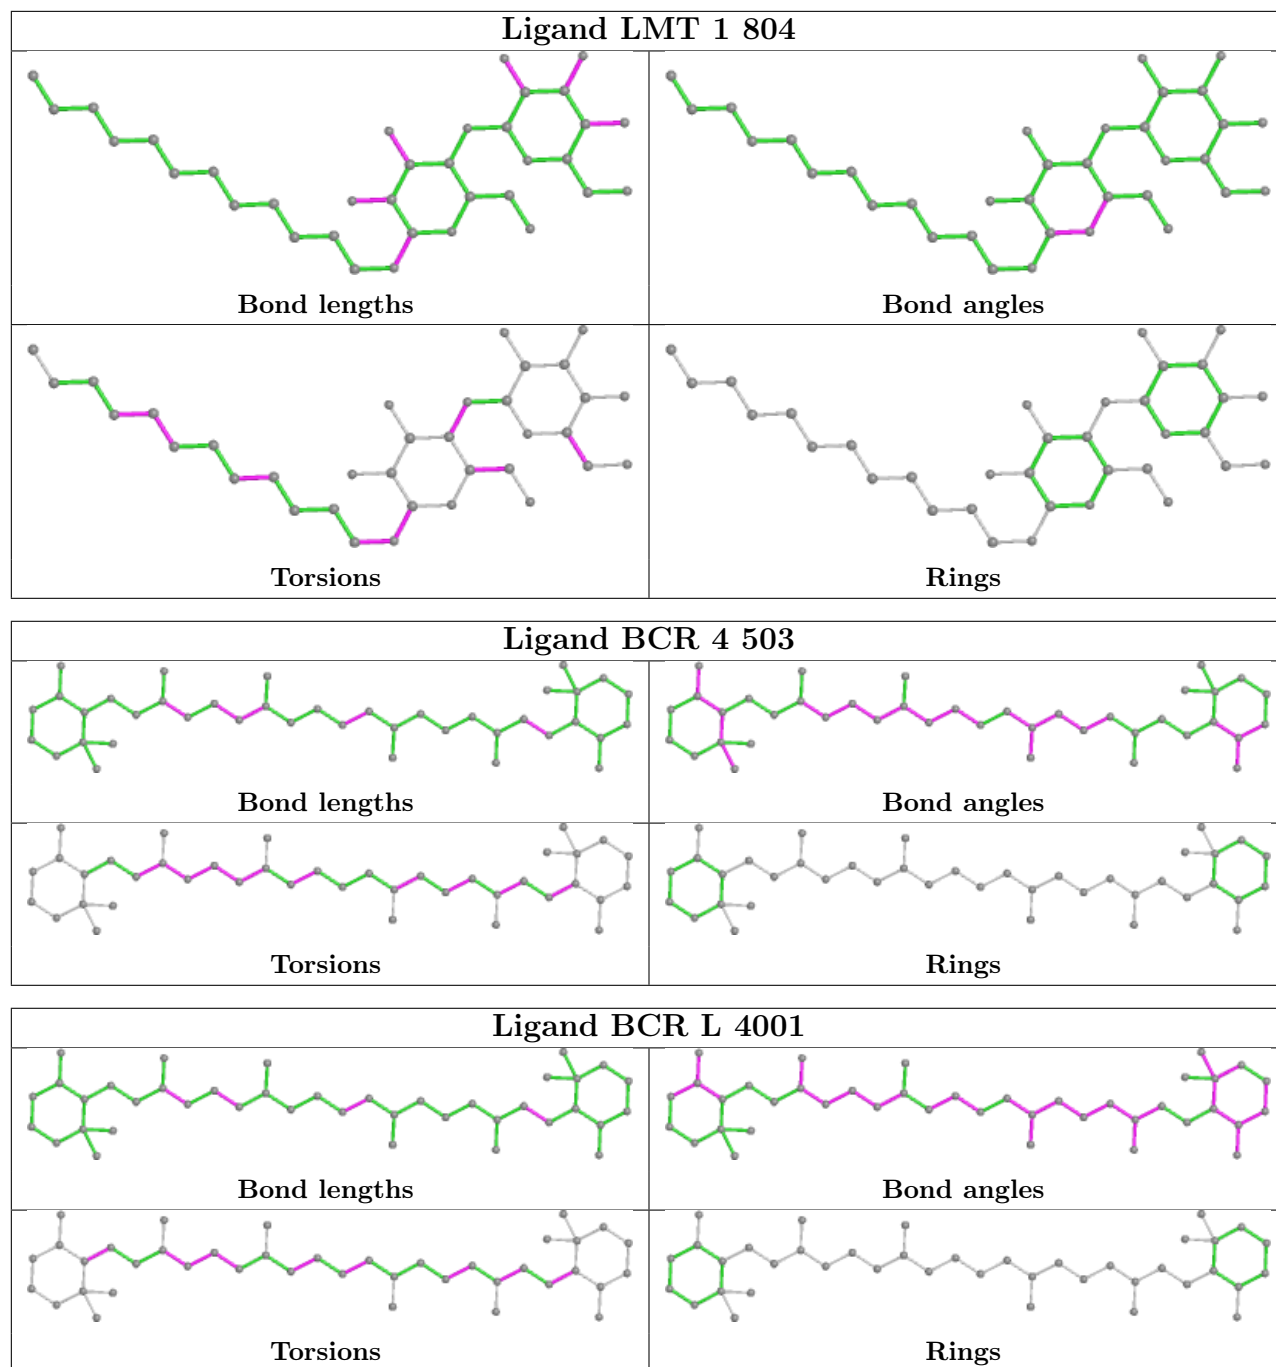 Ligand LMT 1 804
Bond lengths
Bond angles
Torsions
Rings
Ligand BCR 4 503
Bond lengths
Bond angles
Torsions
Rings
Ligand BCR L 4001
Bond lengths
Bond angles
Torsions
Rings